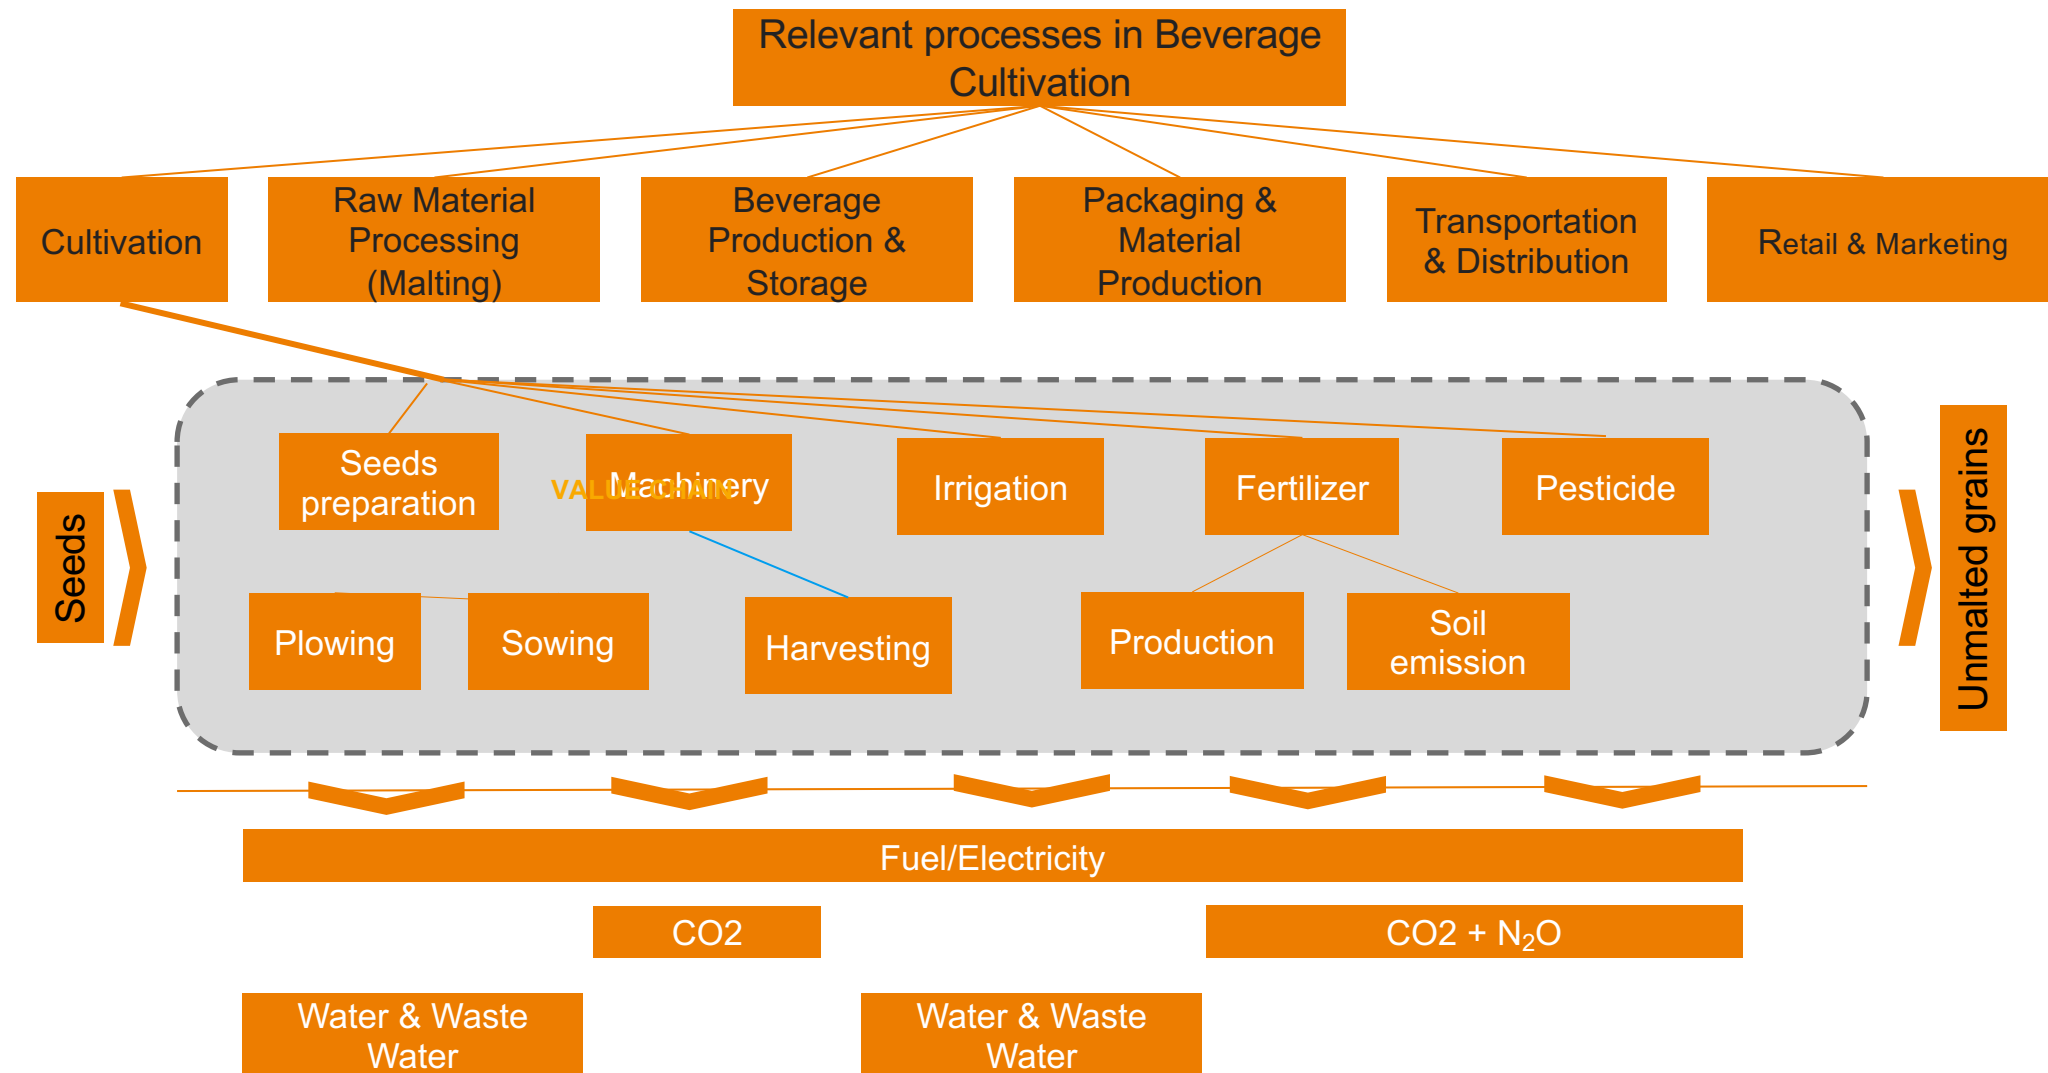 Relevant processes in Beverage
Cultivation
Cultivation
Raw Material
Processing
(Malting)
Beverage
Production &
Storage
Packaging &
Material
Production
Transportation
& Distribution
Retail & Marketing
Seeds
preparation
Machinery
VALUE CHAIN
Irrigation
Fertilizer
Pesticide
Seeds
Unmalted grains
Plowing
Sowing
Harvesting
Production
Soil
emission
Fuel/Electricity
CO2
CO2 + N₂O
Water & Waste
Water
Water & Waste
Water